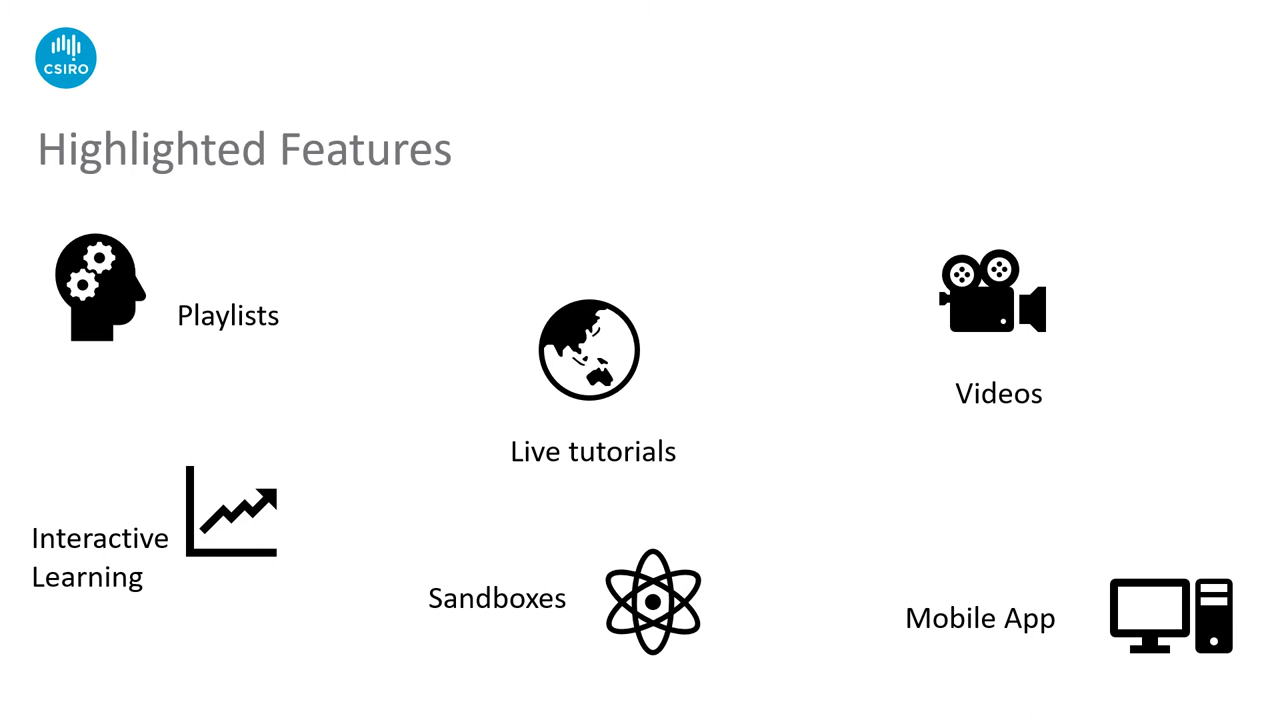 CSIRO
Highlighted Features
Playlists
Live tutorials
Videos
Interactive
Learning
Sandboxes
Mobile App